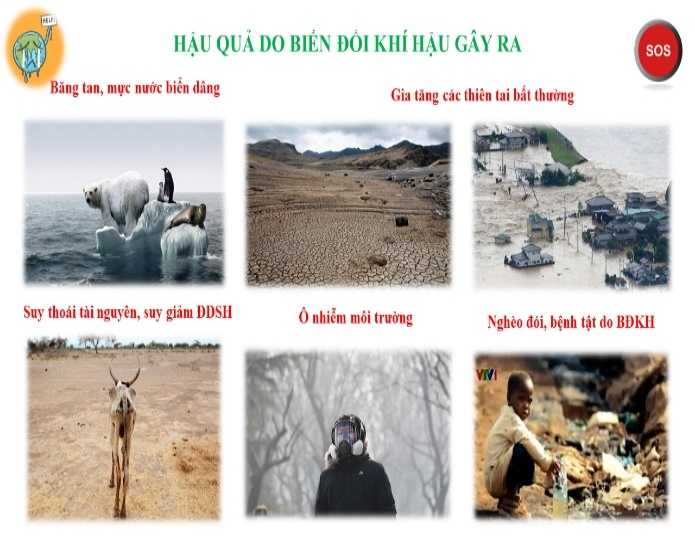 HELP!
HẬU QUẢ DO BIẾN ĐỔI KHÍ HẬU GÂY RA
SOS
Băng tan, mực nước biển dâng
Gia tăng các thiên tai bất thường
Suy thoái tài nguyên, suy giảm ĐDSH
Ô nhiễm môi trường
Nghèo đói, bệnh tật do BĐKH
VTV1